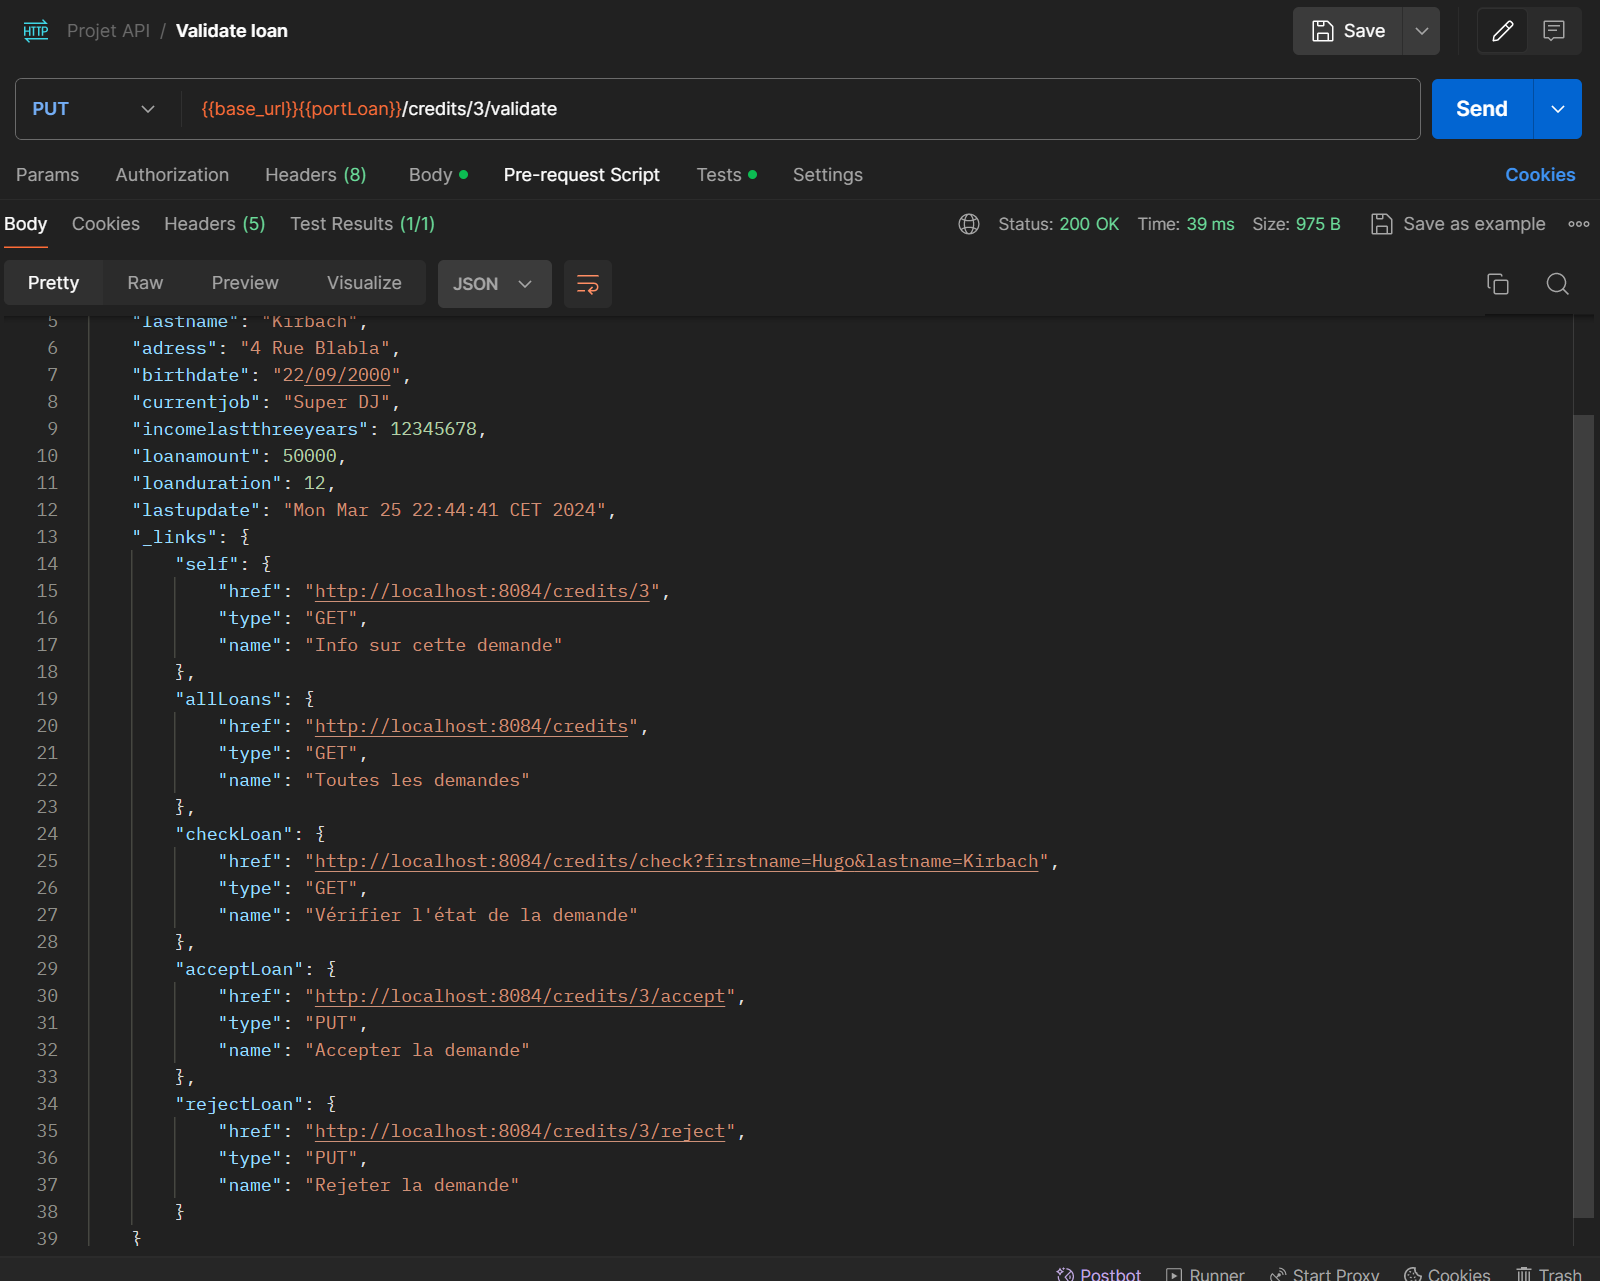 HTTP Projet API / Validate loan Save
PUT {{base_url}}{{portLoan}}/credits/3/validate Send
Params Authorization Headers (8) Body Pre-request Script Tests Settings Cookies
Body Cookies Headers (5) Test Results (1/1) Status: 200 OK Time: 39 ms Size: 975 B Save as example
Pretty Raw Preview Visualize JSON
5 "lastname": "Kirbach",
6 "adress": "4 Rue Blabla",
7 "birthdate": "22/09/2000",
8 "currentjob": "Super DJ",
9 "incomelastthreeyears": 12345678,
10 "loanamount": 50000,
11 "loanduration": 12,
12 "lastupdate": "Mon Mar 25 22:44:41 CET 2024",
13 "_links": {
14 "self": {
15 "href": "http://localhost:8084/credits/3",
16 "type": "GET",
17 "name": "Info sur cette demande"
18 },
19 "allLoans": {
20 "href": "http://localhost:8084/credits",
21 "type": "GET",
22 "name": "Toutes les demandes"
23 },
24 "checkLoan": {
25 "href": "http://localhost:8084/credits/check?firstname=Hugo&lastname=Kirbach",
26 "type": "GET",
27 "name": "Vérifier l'état de la demande"
28 },
29 "acceptLoan": {
30 "href": "http://localhost:8084/credits/3/accept",
31 "type": "PUT",
32 "name": "Accepter la demande"
33 },
34 "rejectLoan": {
35 "href": "http://localhost:8084/credits/3/reject",
36 "type": "PUT",
37 "name": "Rejeter la demande"
38 }
39 }
Postbot Runner Start Proxy Cookies Trash